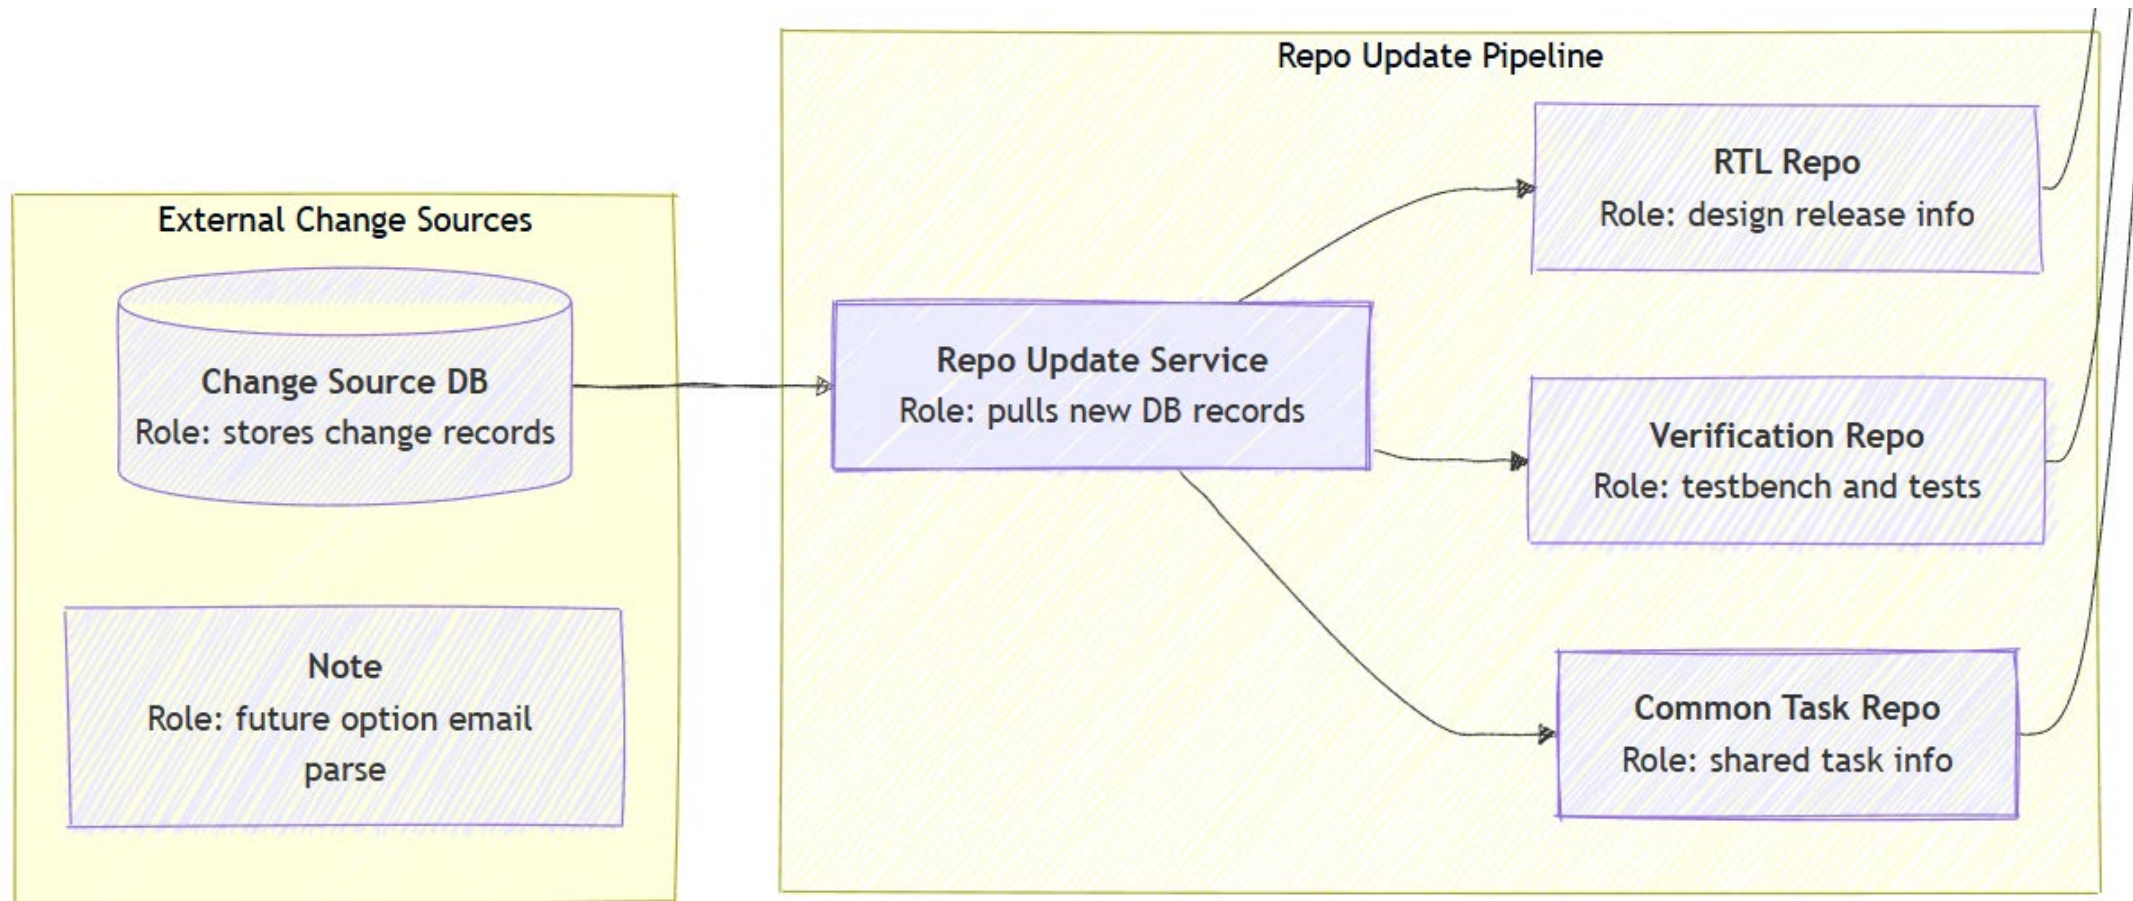 External Change Sources
Change Source DB
Role: stores change records
Note
Role: future option email
parse
Repo Update Pipeline
Repo Update Service
Role: pulls new DB records
RTL Repo
Role: design release info
Verification Repo
Role: testbench and tests
Common Task Repo
Role: shared task info